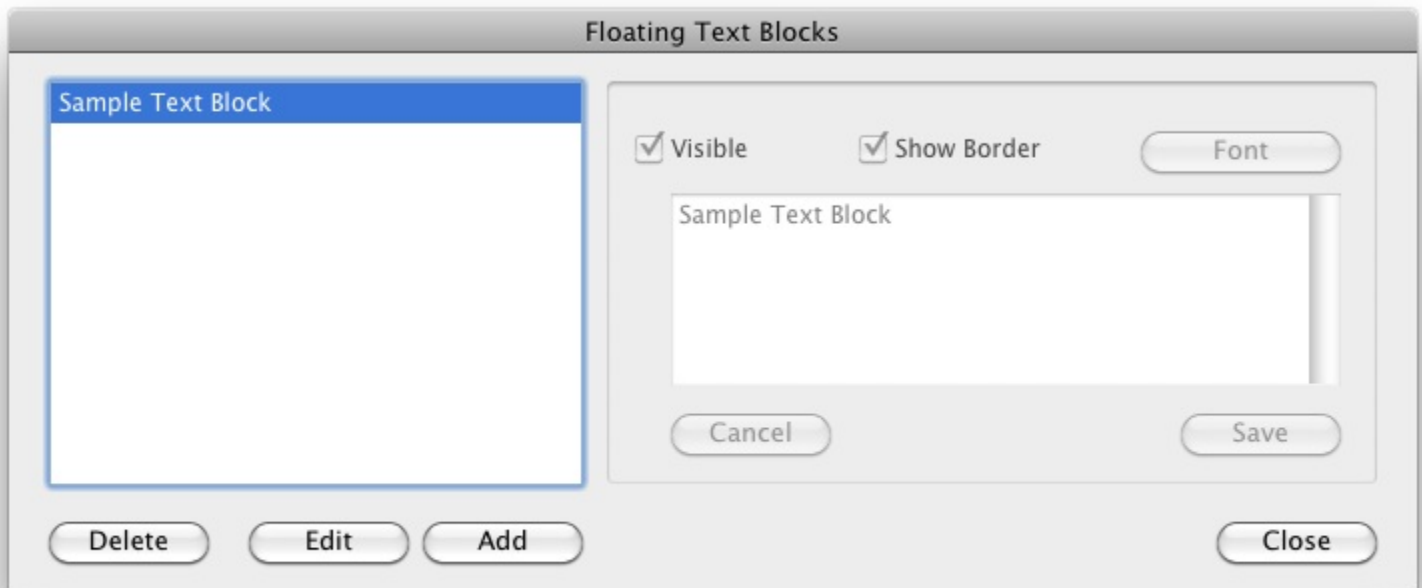 Floating Text Blocks
Sample Text Block
Visible
Show Border
Font
Sample Text Block
Cancel
Save
Delete
Edit
Add
Close